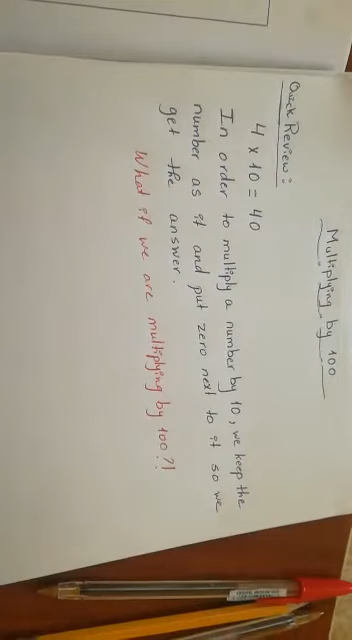 Multiplying by 100
Quick Review:
4 x 10 = 40
In order to multiply a number by 10, we keep the
number as it and put zero next to it so we
get the answer.
What if we are multiplying by 100?!